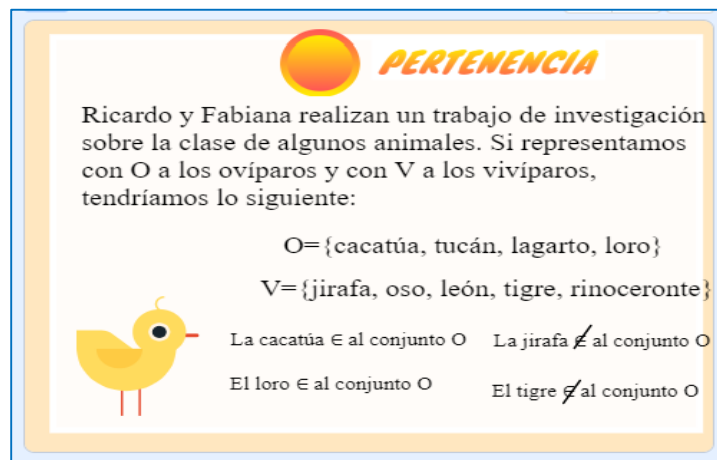 PERTENENCIA
Ricardo y Fabiana realizan un trabajo de investigación
sobre la clase de algunos animales. Si representamos
con O a los ovíparos y con V a los vivíparos,
tendríamos lo siguiente:
O={cacatúa, tucán, lagarto, loro}
V={jirafa, oso, león, tigre, rinoceronte}
La cacatúa ∈ al conjunto O La jirafa ∉ al conjunto O
El loro ∈ al conjunto O El tigre ∉ al conjunto O